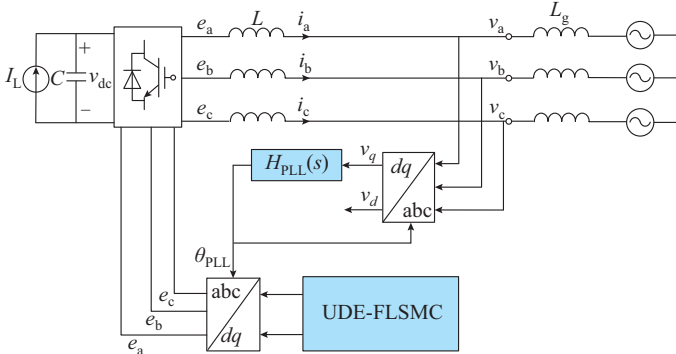 e_a L i_a v_a L_g
+
I_L C v_dc e_b i_b v_b
−
e_c i_c v_c
H_PLL(s) v_q dq
v_d abc
θ_PLL
e_c abc
e_b UDE-FLSMC
dq
e_a